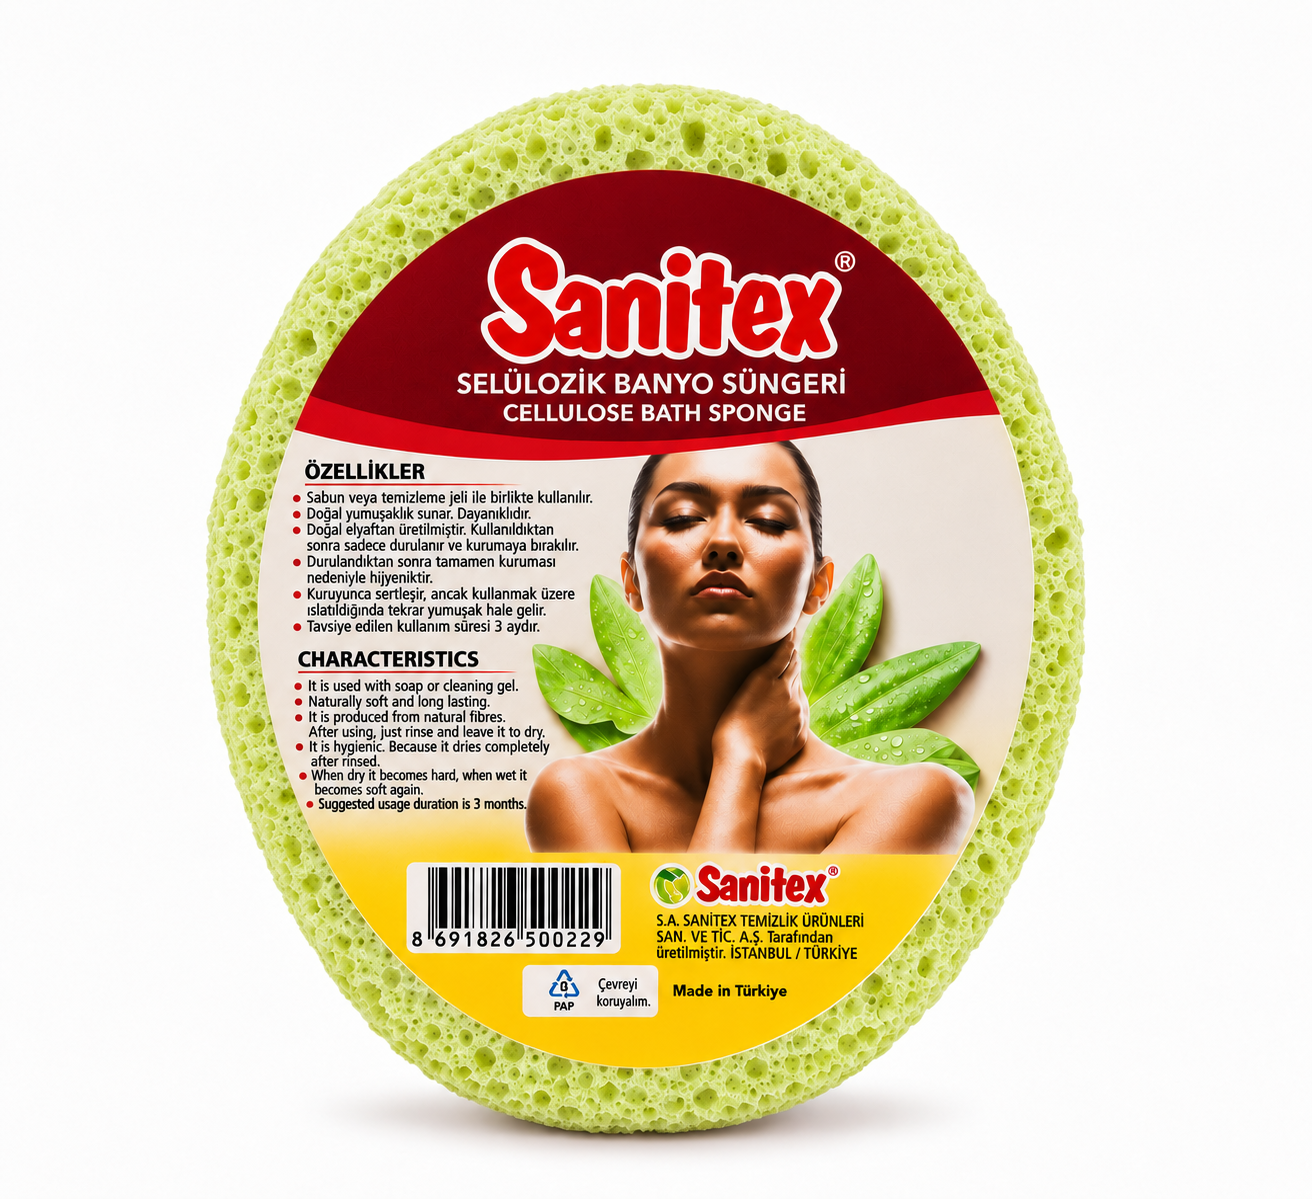 Sanitex®
SELÜLOZİK BANYO SÜNGERİ
CELLULOSE BATH SPONGE
ÖZELLİKLER
• Sabun veya temizleme jeli ile birlikte kullanılır.
• Doğal yumuşaklık sunar. Dayanıklıdır.
• Doğal elyaftan üretilmiştir. Kullanıldıktan
sonra sadece durulanır ve kurumaya bırakılır.
• Durulandıktan sonra tamamen kuruması
nedeniyle hijyeniktir.
• Kuruyunca sertleşir, ancak kullanmak üzere
ıslatıldığında tekrar yumuşak hale gelir.
• Tavsiye edilen kullanım süresi 3 aydır.
CHARACTERISTICS
• It is used with soap or cleaning gel.
• Naturally soft and long lasting.
• It is produced from natural fibres.
After using, just rinse and leave it to dry.
• It is hygienic. Because it dries completely
after rinsed.
• When dry it becomes hard, when wet it
becomes soft again.
• Suggested usage duration is 3 months.
8 691826 500229
Sanitex®
S.A. SANİTEX TEMİZLİK ÜRÜNLERİ
SAN. VE TİC. A.Ş. Tarafından
üretilmiştir. İSTANBUL / TÜRKİYE
PAP
Çevreyi
koruyalım.
Made in Türkiye